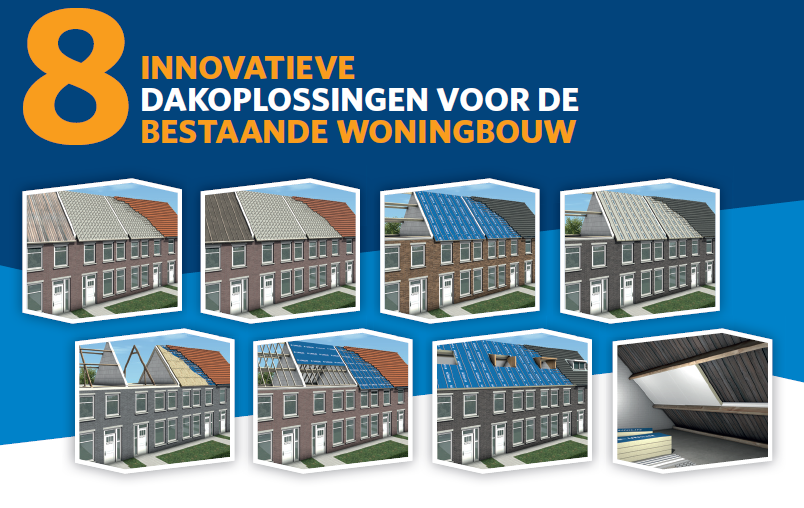 8
INNOVATIEVE
DAKOPLOSSINGEN VOOR DE
BESTAANDE WONINGBOUW